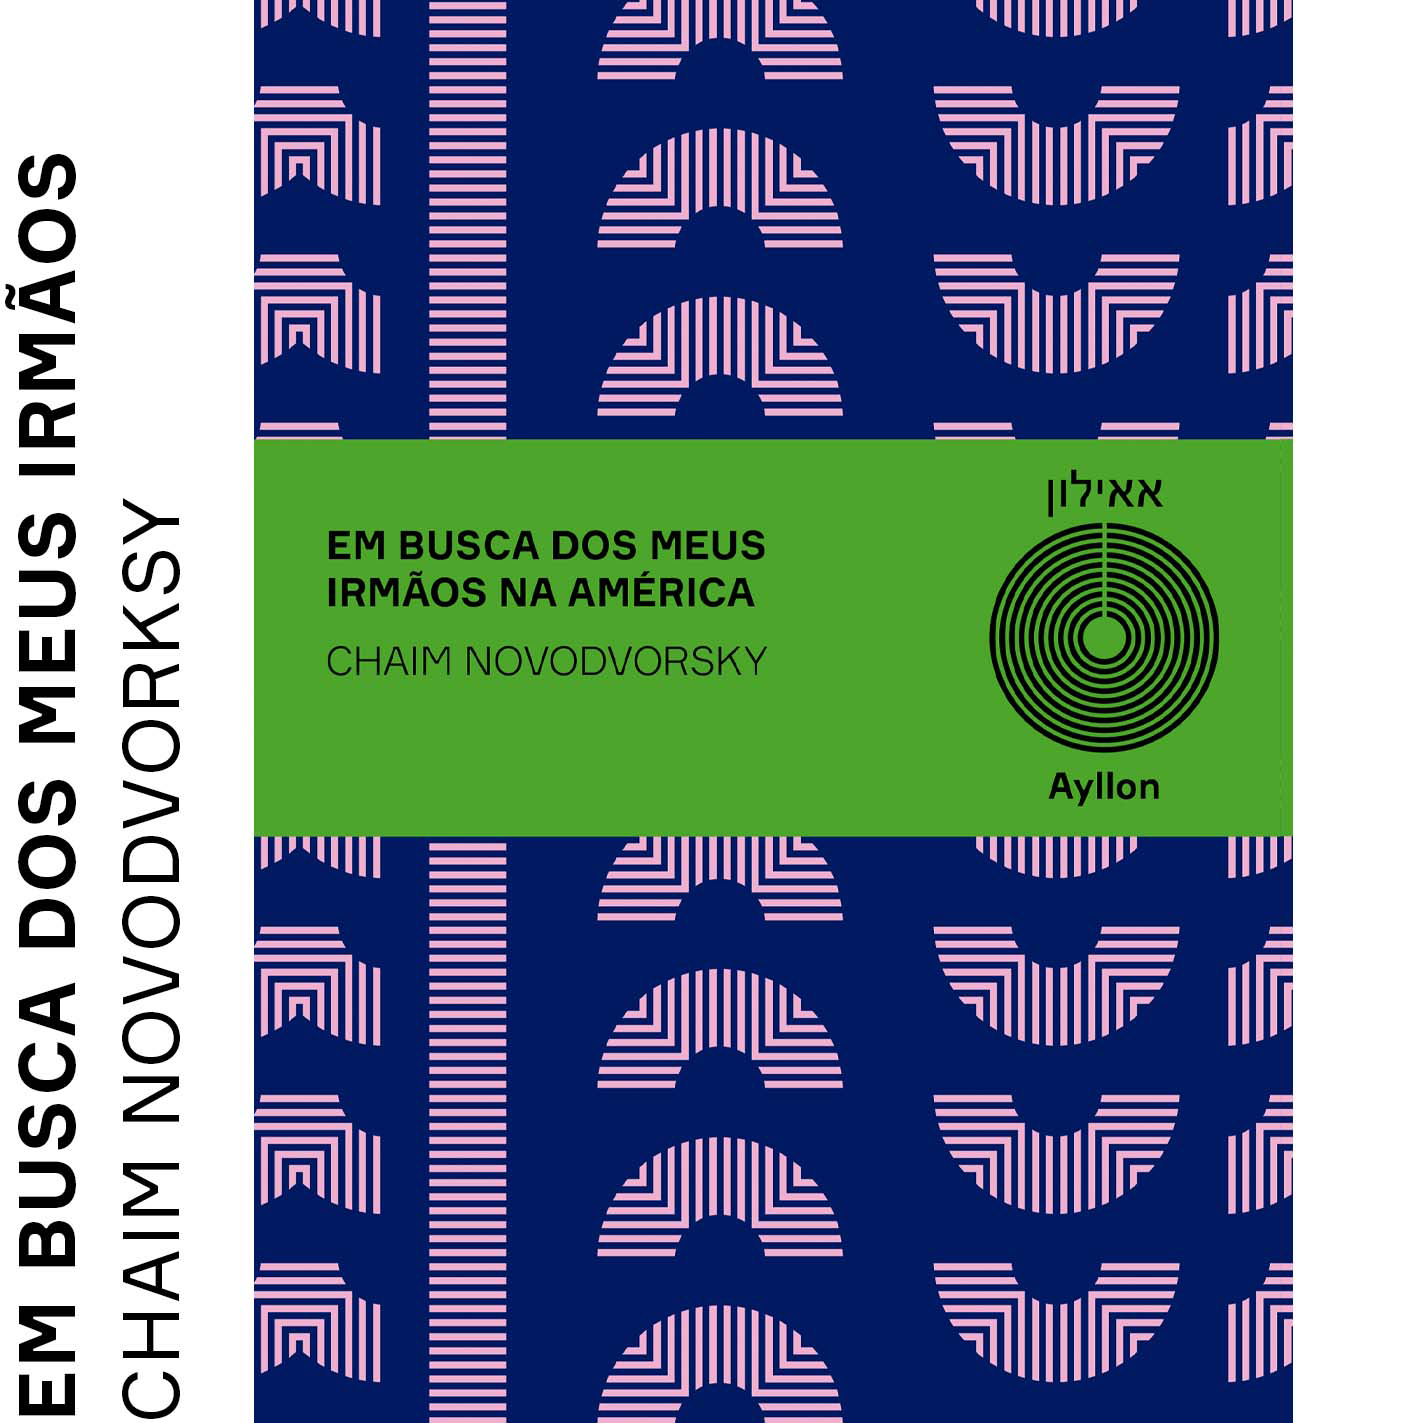 EM BUSCA DOS MEUS IRMÃOS
CHAIM NOVODVORKSY
EM BUSCA DOS MEUS
IRMÃOS NA AMÉRICA
CHAIM NOVODVORSKY
אאילון
Ayllon